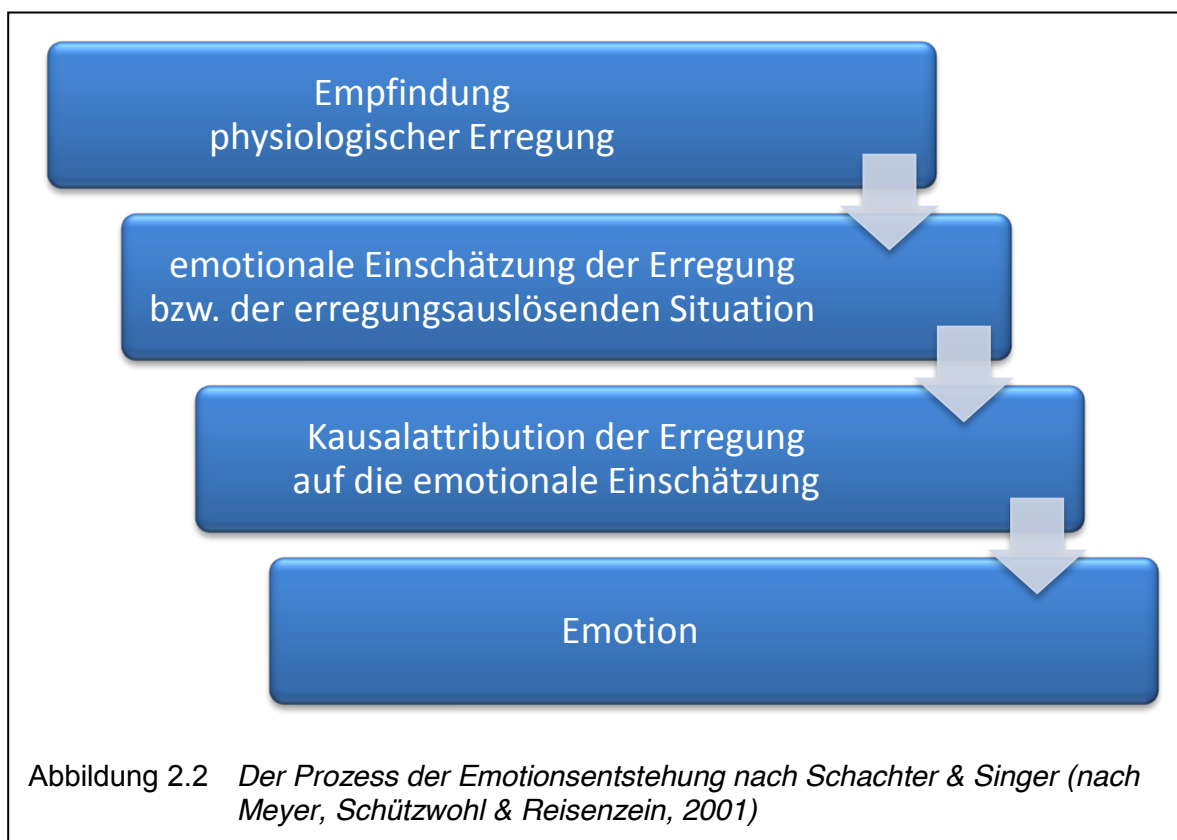 Empfindung
physiologischer Erregung
emotionale Einschätzung der Erregung
bzw. der erregungsauslösenden Situation
Kausalattribution der Erregung
auf die emotionale Einschätzung
Emotion
Abbildung 2.2 Der Prozess der Emotionsentstehung nach Schachter & Singer (nach
Meyer, Schützwohl & Reisenzein, 2001)